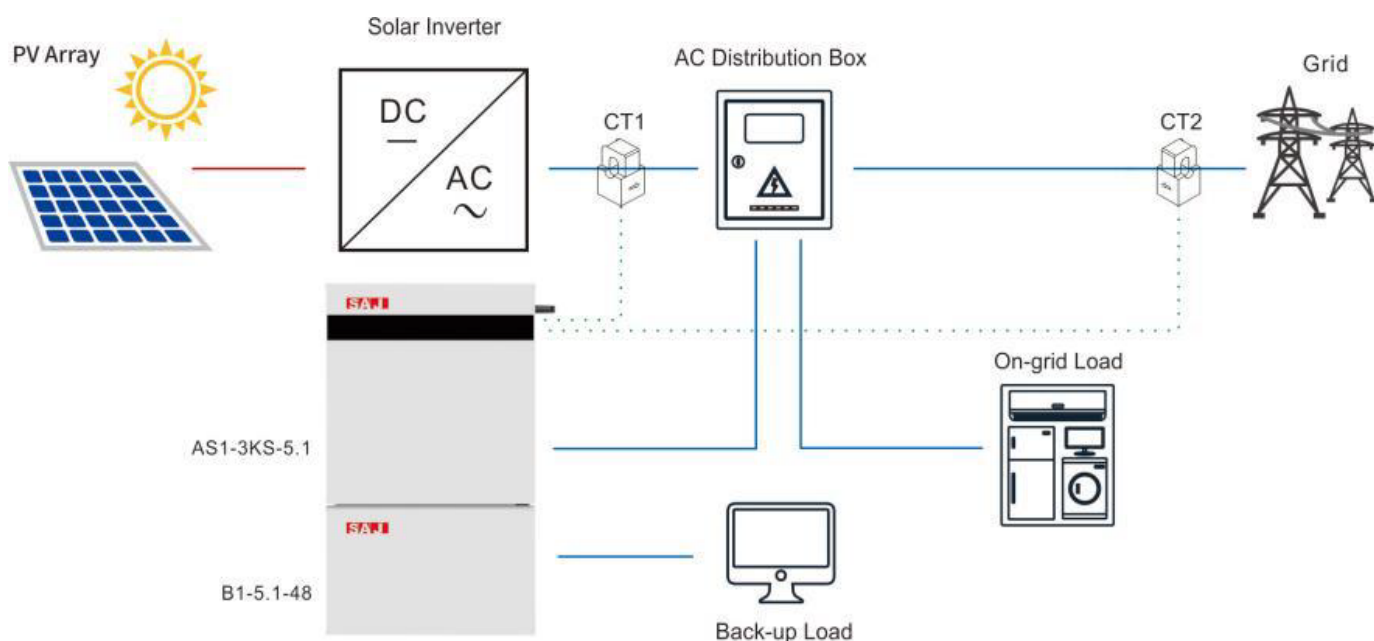 Solar Inverter
PV Array
AC Distribution Box
Grid
DC
AC
CT1
CT2
SAJ
On-grid Load
AS1-3KS-5.1
SAJ
B1-5.1-48
Back-up Load